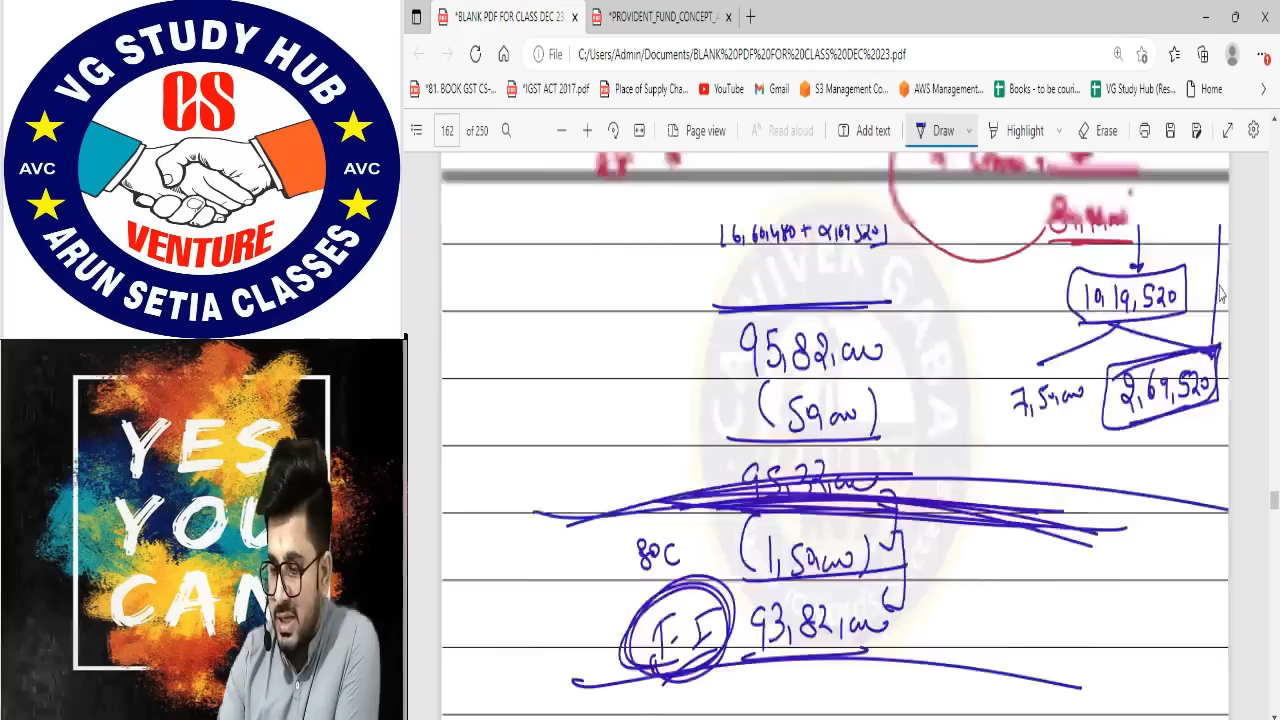 VG STUDY HUB
CS
AVC
AVC
VENTURE
ARUN SETIA CLASSES
YES
YOU
CAN
*BLANK PDF FOR CLASS DEC 23
*PROVIDENT_FUND_CONCEPT_
File
C:/Users/Admin/Documents/BLANK%20PDF%20FOR%20CLASS%20DEC%2023.pdf
*81. BOOK GST CS-...
*IGST ACT 2017.pdf
Place of Supply Cha...
YouTube
Gmail
S3 Management Co...
AWS Management...
Books - to be couri...
VG Study Hub (Res...
Home
162 of 250
Page view
Read aloud
Add text
Draw
Highlight
Erase
[6,60,480 + 2,69,520]
10,19,520
95,82,000
2,69,520
(50,000)
95,32,000
80C
(1,50,000)
T.I
93,82,000